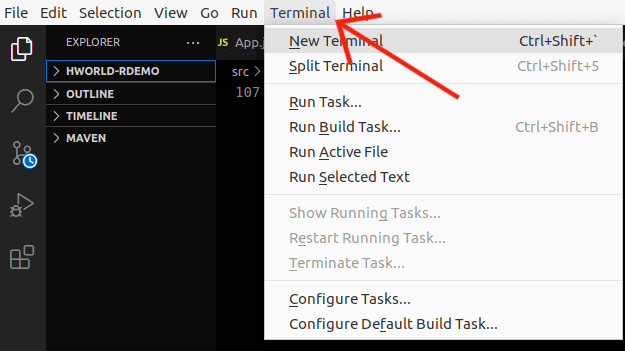 File Edit Selection View Go Run Terminal Help
EXPLORER ...
HWORLD-RDEMO
OUTLINE
TIMELINE
MAVEN
JS App.j
src >
107
New Terminal Ctrl+Shift+`
Split Terminal Ctrl+Shift+5
Run Task...
Run Build Task... Ctrl+Shift+B
Run Active File
Run Selected Text
Show Running Tasks...
Restart Running Task...
Terminate Task...
Configure Tasks...
Configure Default Build Task...